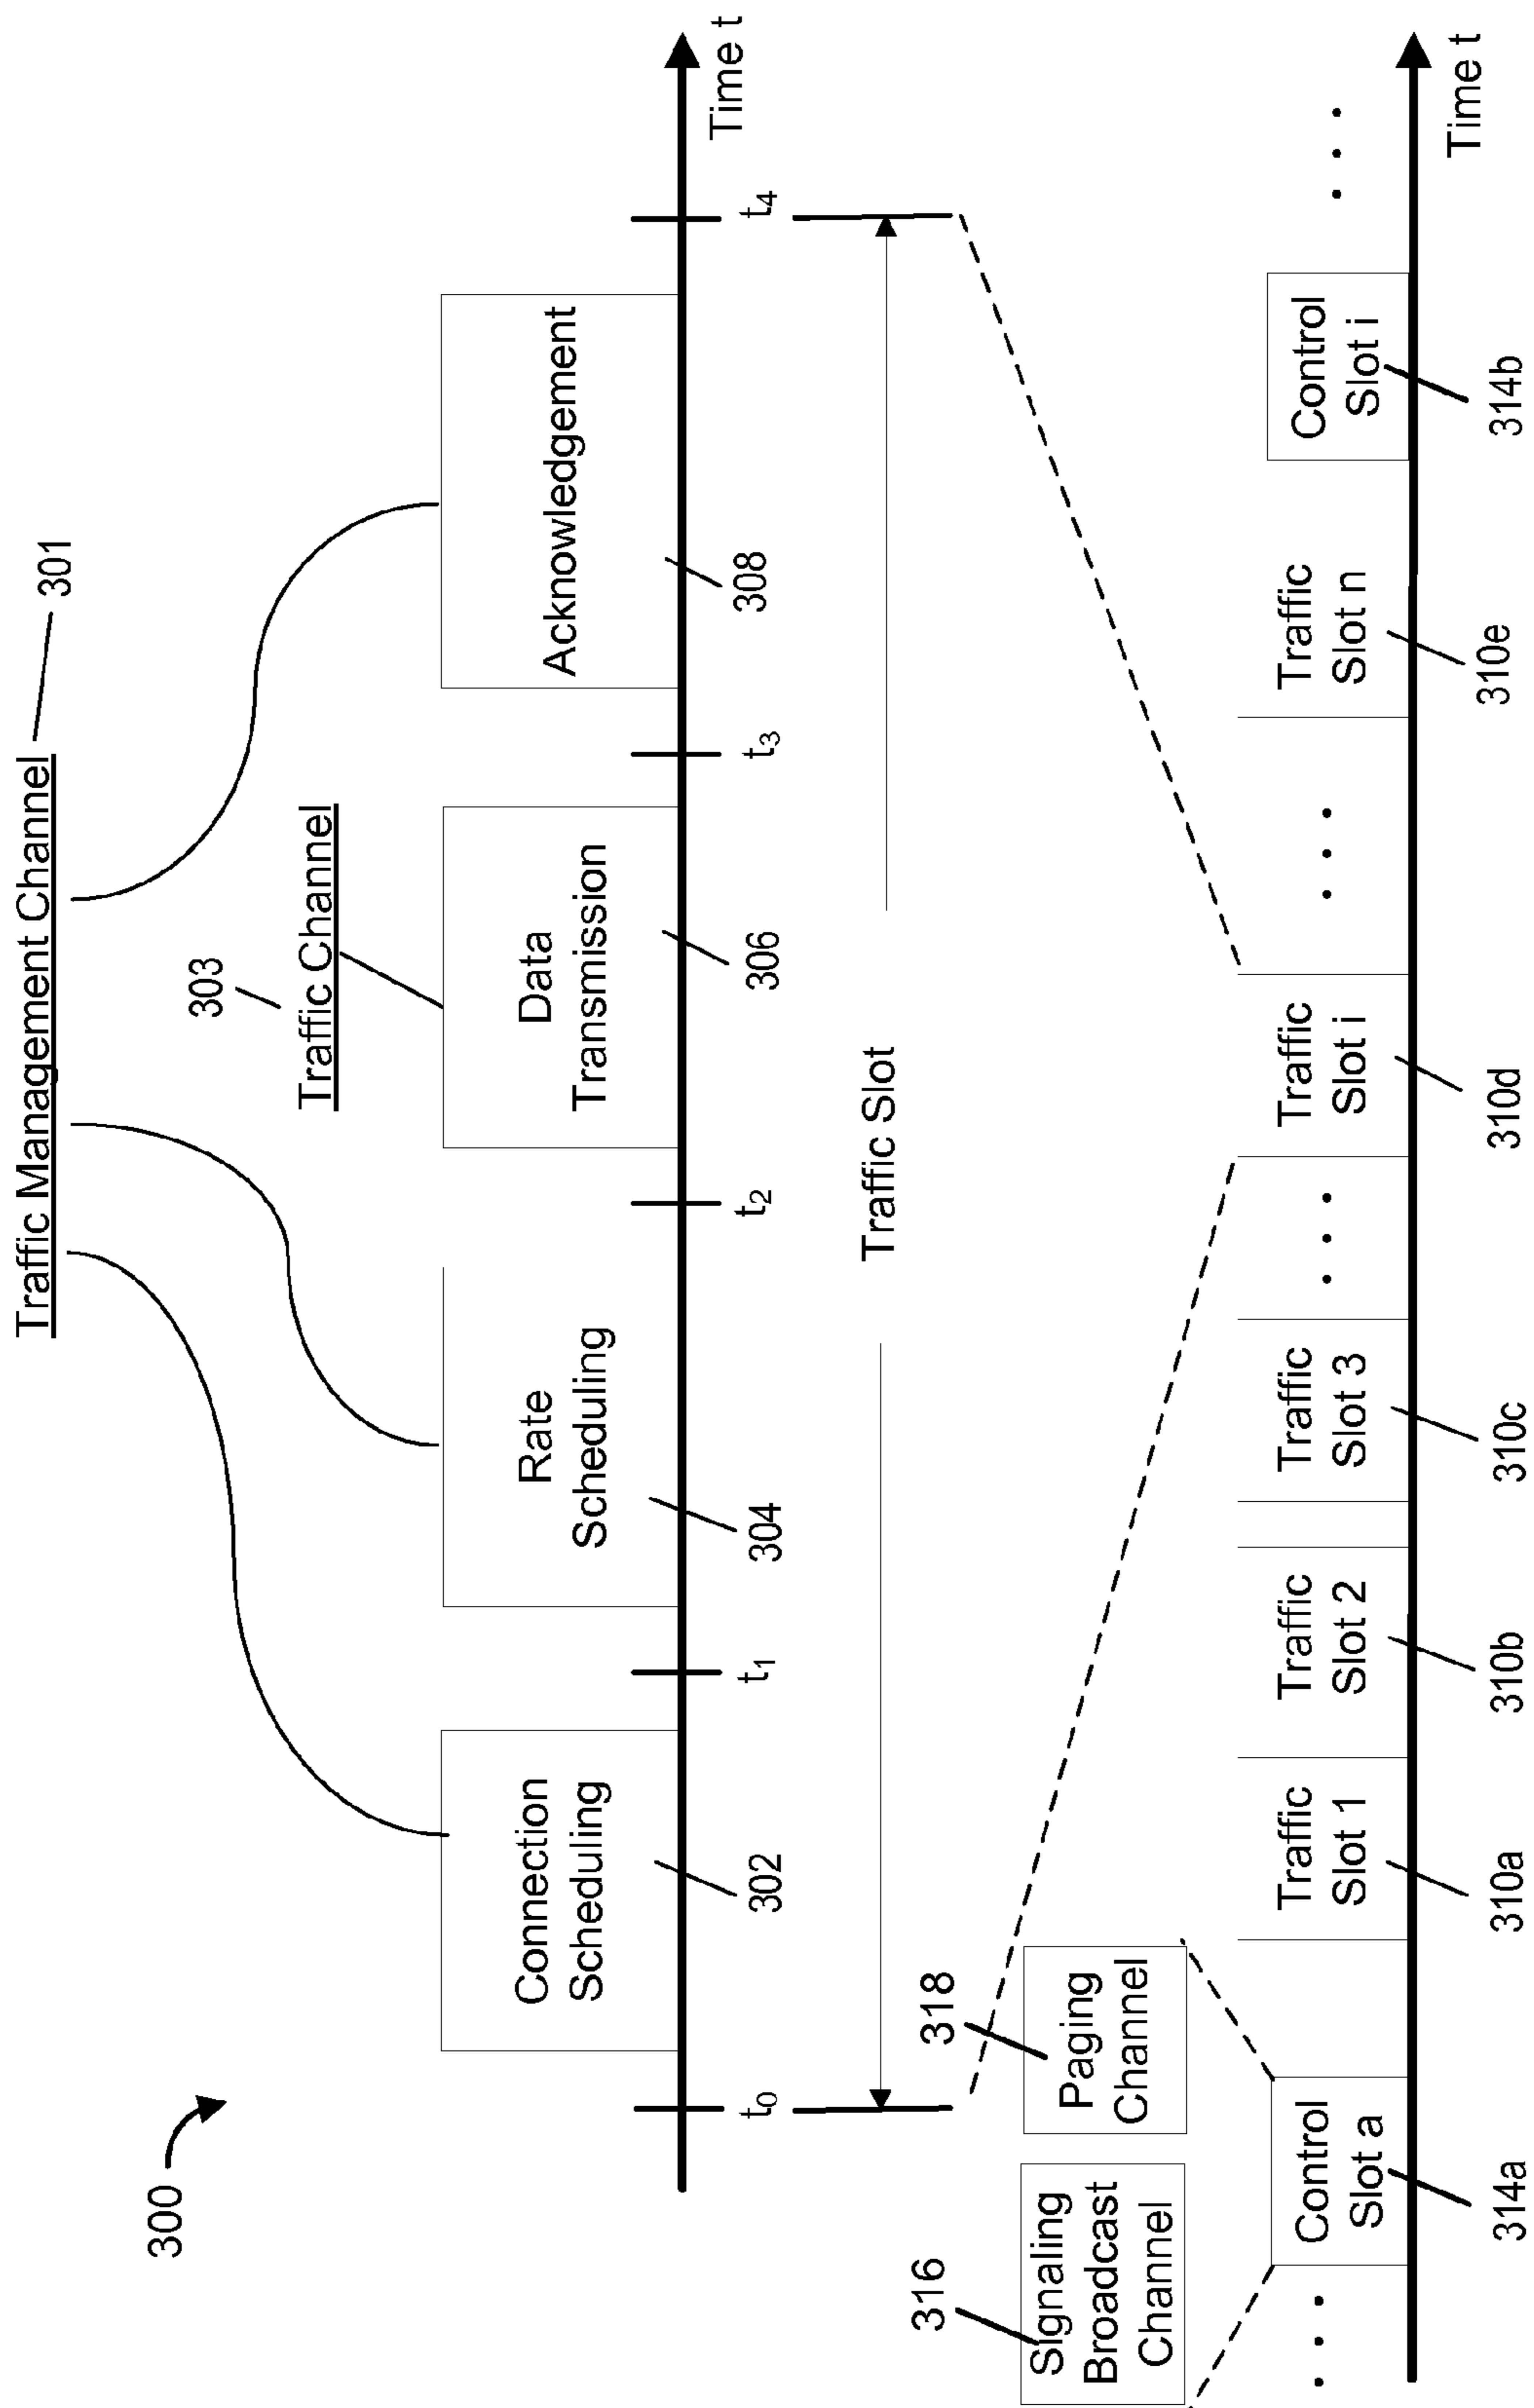 300
Traffic Management Channel
301
303
Traffic Channel
Connection
Scheduling
Rate
Scheduling
Data
Transmission
Acknowledgement
302
304
306
308
t0
t1
t2
t3
t4
Time t
Traffic Slot
316
318
Signaling
Broadcast
Channel
Paging
Channel
. . .
Control
Slot a
Traffic
Slot 1
Traffic
Slot 2
Traffic
Slot 3
. . .
Traffic
Slot i
. . .
Traffic
Slot n
Control
Slot i
. . .
314a
310a
310b
310c
310d
310e
314b
Time t